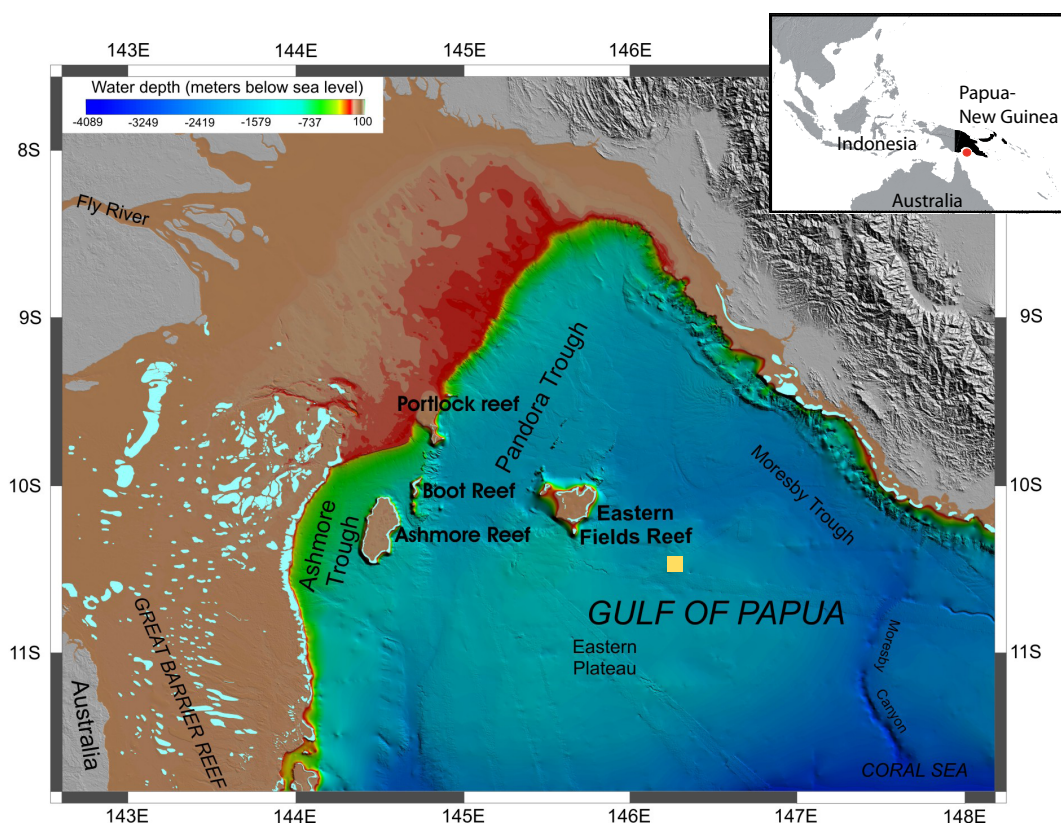 143E
144E
145E
146E
Water depth (meters below sea level)
-4089
-3249
-2419
-1579
-737
100
Papua-
New Guinea
Indonesia
Australia
8S
Fly River
9S
9S
Portlock reef
Pandora Trough
Moresby Trough
10S
10S
Boot Reef
Ashmore Reef
Eastern
Fields Reef
Ashmore
Trough
GULF OF PAPUA
Eastern
Plateau
Moresby
Canyon
11S
11S
GREAT BARRIER REEF
Australia
CORAL SEA
143E
144E
145E
146E
147E
148E